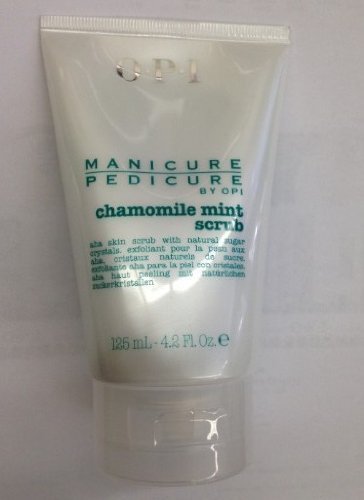 O·P·I
MANICURE
PEDICURE
BY OPI
chamomile mint
scrub
aha skin scrub with natural sugar
crystals. exfoliant pour la peau aux
aha, cristaux naturels de sucre.
exfoliante aha para la piel con cristales.
aha haut peeling mit natürlichen
zuckerkristallen
125 mL - 4.2 Fl. Oz. e